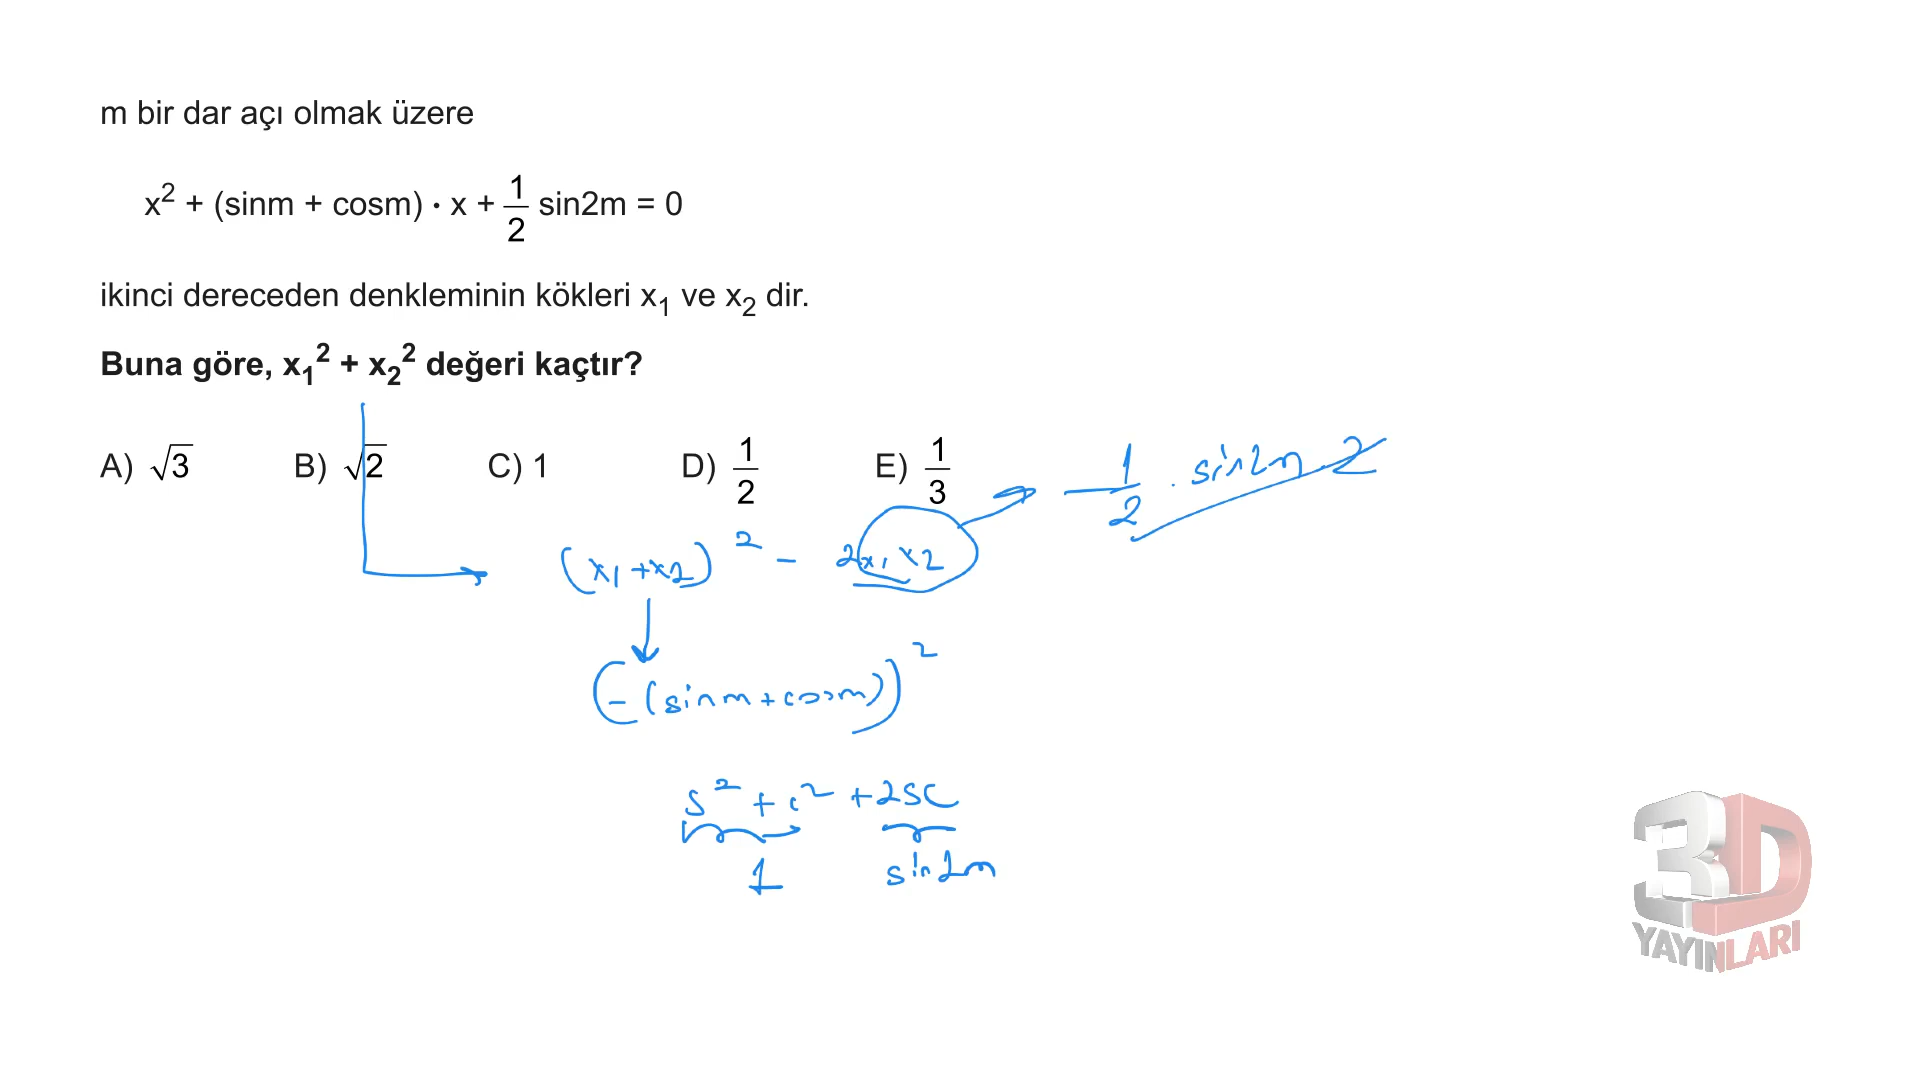 m bir dar açı olmak üzere
x² + (sinm + cosm) · x + 1/2 sin2m = 0
ikinci dereceden denkleminin kökleri x₁ ve x₂ dir.
Buna göre, x₁² + x₂² değeri kaçtır?
A) √3 B) √2 C) 1 D) 1/2 E) 1/3
1/2 . sin2m . 2
(x₁+x₂)² - 2x₁x₂
(-(sinm+cosm))²
s² + c² + 2sc
1 sin2m
3D
YAYINLARI